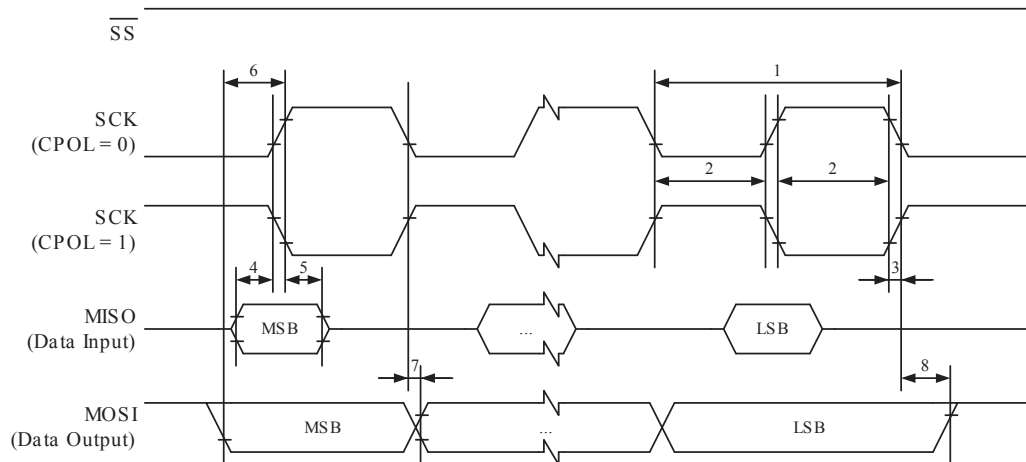 SS
6
1
SCK
(CPOL = 0)
2
2
SCK
(CPOL = 1)
4
5
3
MISO
(Data Input)
MSB
...
LSB
7
8
MOSI
(Data Output)
MSB
...
LSB